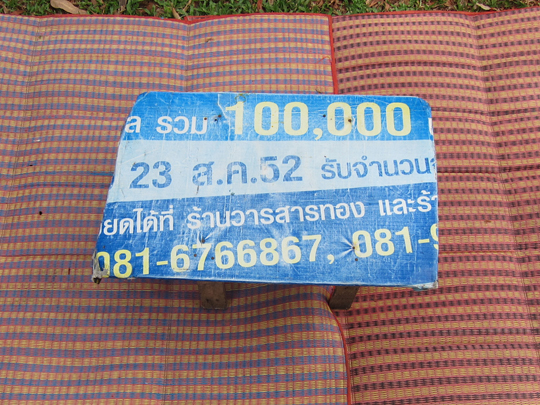 ล รวม 100,000
23 ส.ค.52 รับจำนวน
ยดได้ที่ ร้านวารสารทอง และร้
081-6766867, 081-9